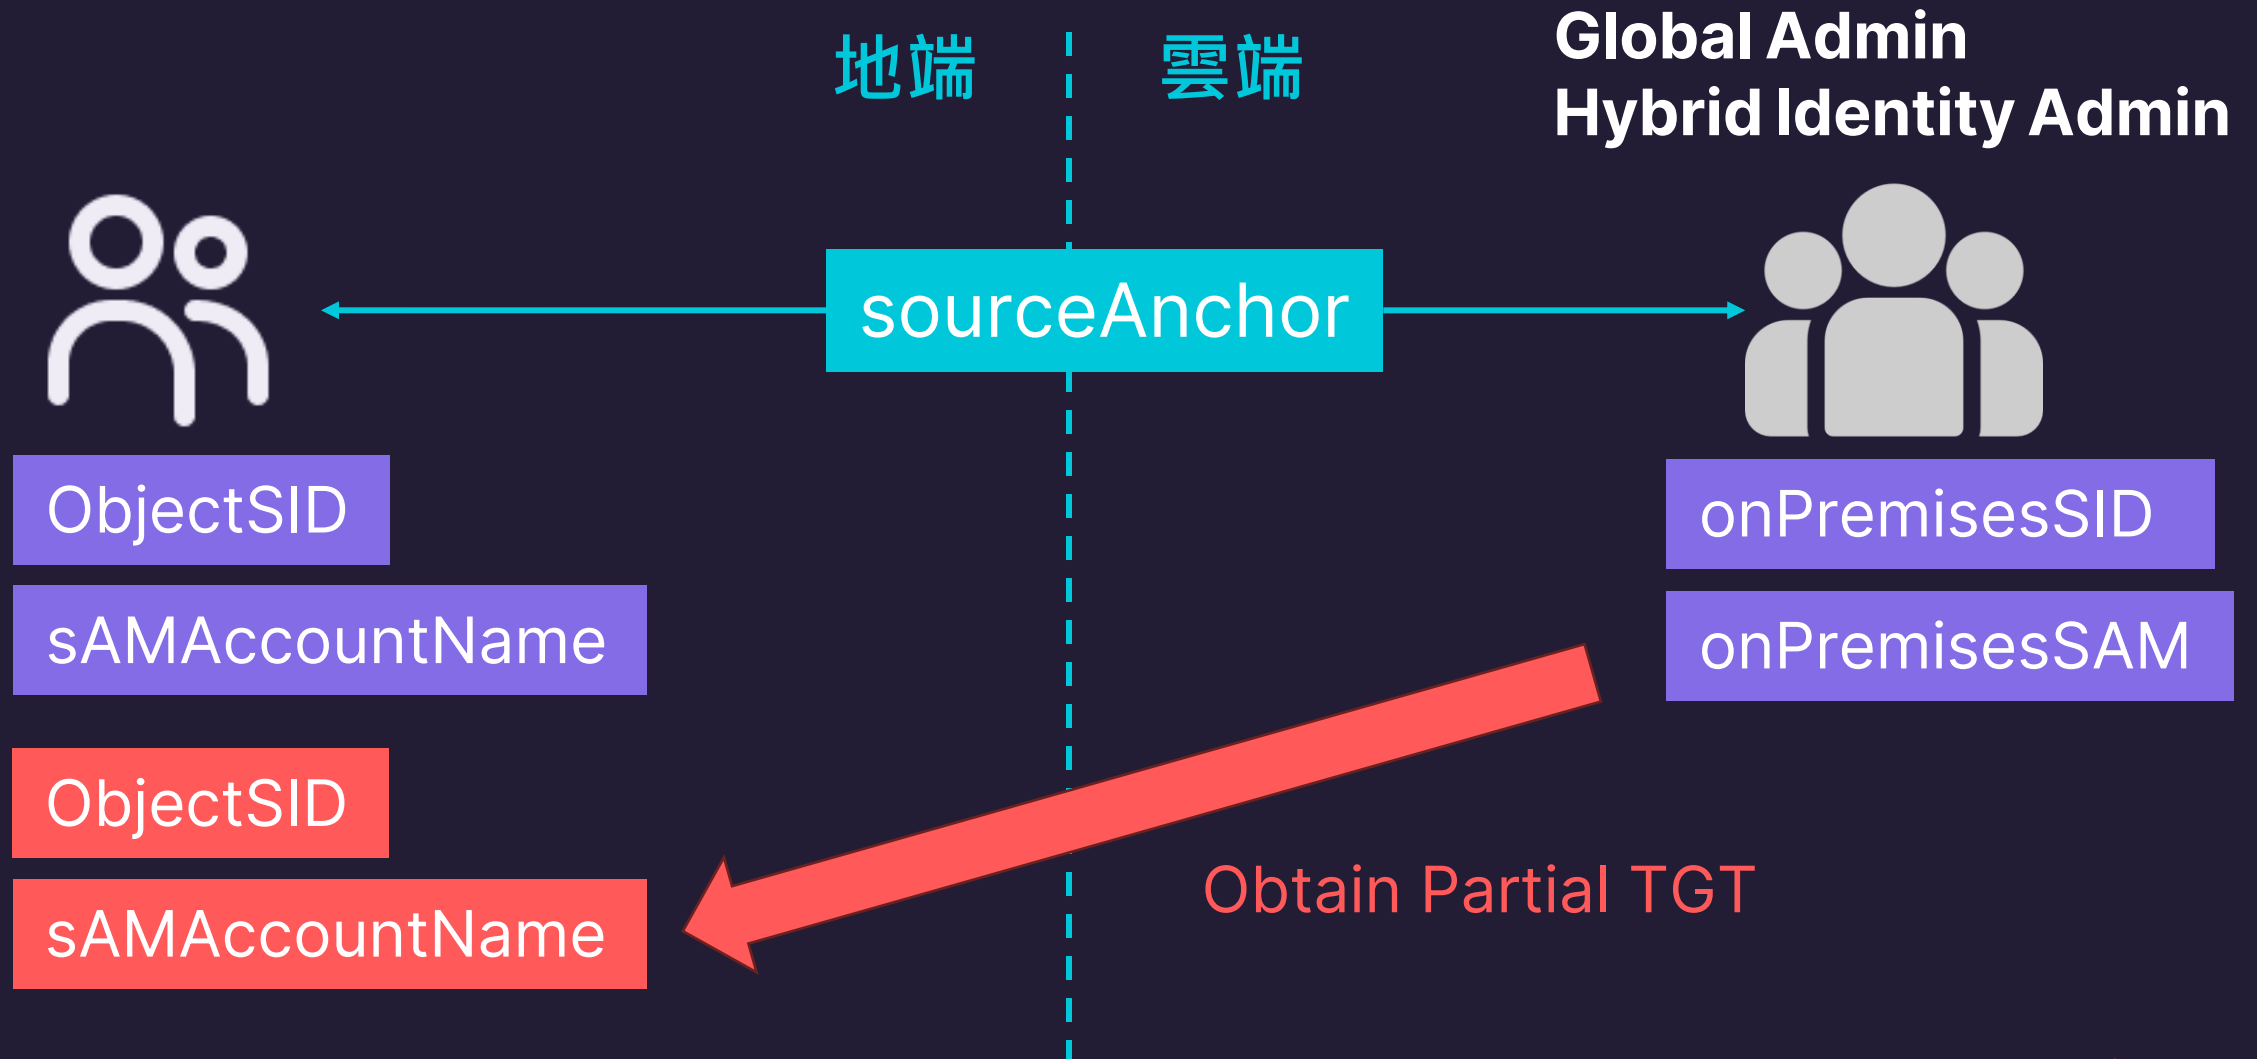 地端
雲端
Global Admin
Hybrid Identity Admin
sourceAnchor
ObjectSID
sAMAccountName
onPremisesSID
onPremisesSAM
ObjectSID
sAMAccountName
Obtain Partial TGT